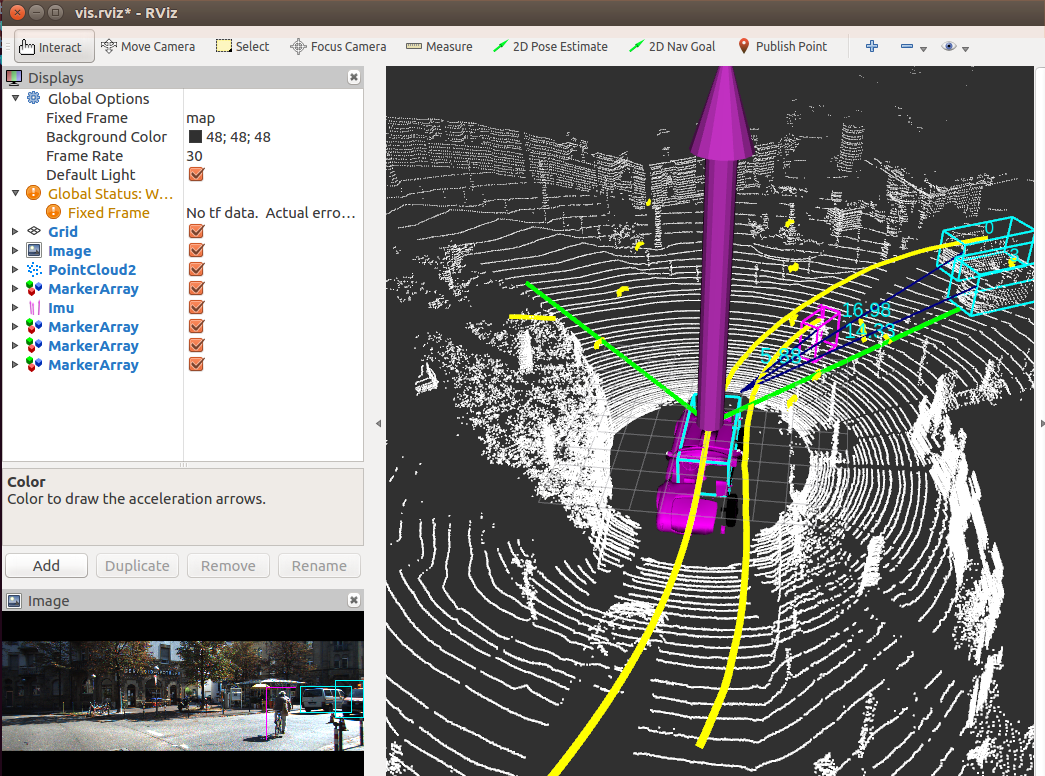 vis.rviz* - RViz
Interact Move Camera Select Focus Camera Measure 2D Pose Estimate 2D Nav Goal Publish Point
Displays
Global Options
Fixed Frame map
Background Color 48; 48; 48
Frame Rate 30
Default Light
Global Status: W...
Fixed Frame No tf data.  Actual erro...
Grid
Image
PointCloud2
MarkerArray
Imu
MarkerArray
MarkerArray
MarkerArray
Color
Color to draw the acceleration arrows.
Add Duplicate Remove Rename
Image
0
16.98
14.33